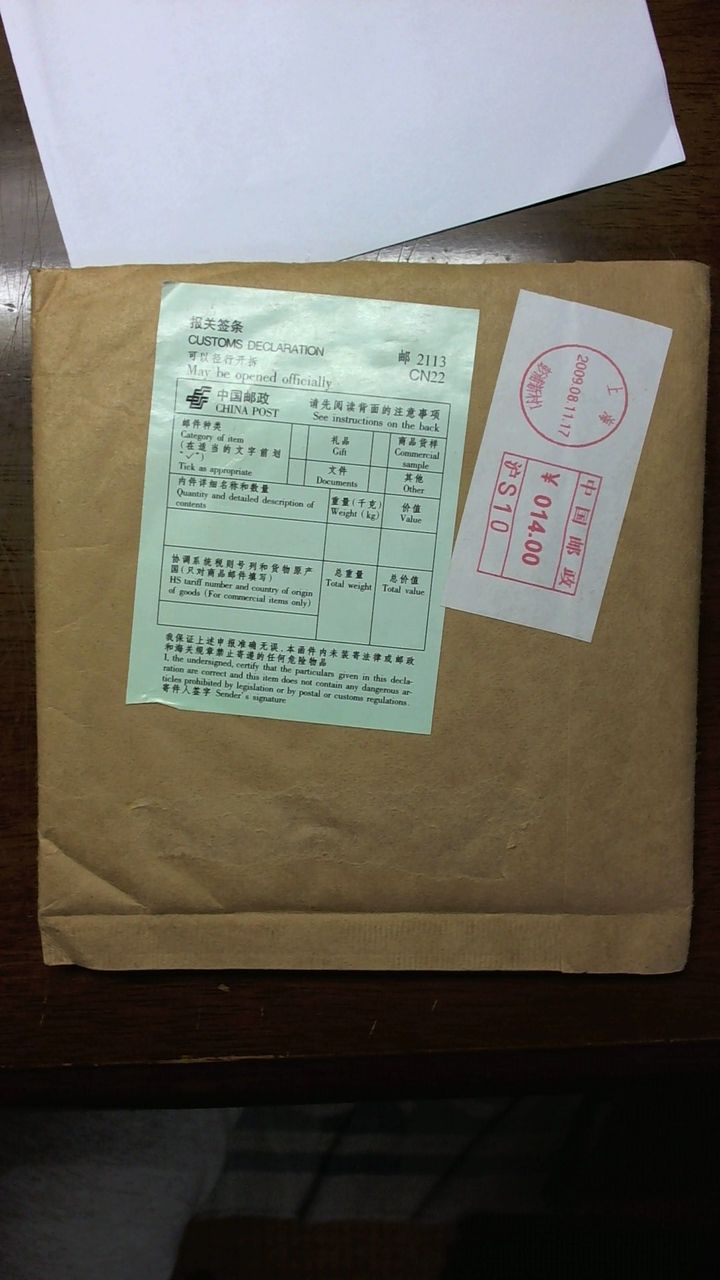 报关签条
CUSTOMS DECLARATION
可以径行开拆
May be opened officially
邮 2113
CN22
中国邮政
CHINA POST
请先阅读背面的注意事项
See instructions on the back
邮件种类
Category of item
(在适当的文字前划
"✓")
Tick as appropriate
礼品
Gift
商品货样
Commercial
sample
文件
Documents
其他
Other
内件详细名称和数量
Quantity and detailed description of
contents
重量(千克)
Weight (kg)
价值
Value
协调系统税则号列和货物原产
国(只对商品邮件填写)
HS tariff number and country of origin
of goods (For commercial items only)
总重量
Total weight
总价值
Total value
我保证上述申报准确无误,本函件内未装寄法律或邮政
和海关规章禁止寄递的任何危险物品
I, the undersigned, certify that the particulars given in this decla-
ration are correct and this item does not contain any dangerous ar-
ticles prohibited by legislation or by postal or customs regulations.
寄件人签字 Sender's signature
上海
2009.08.11.17
中国邮政
¥ 014.00
沪S10